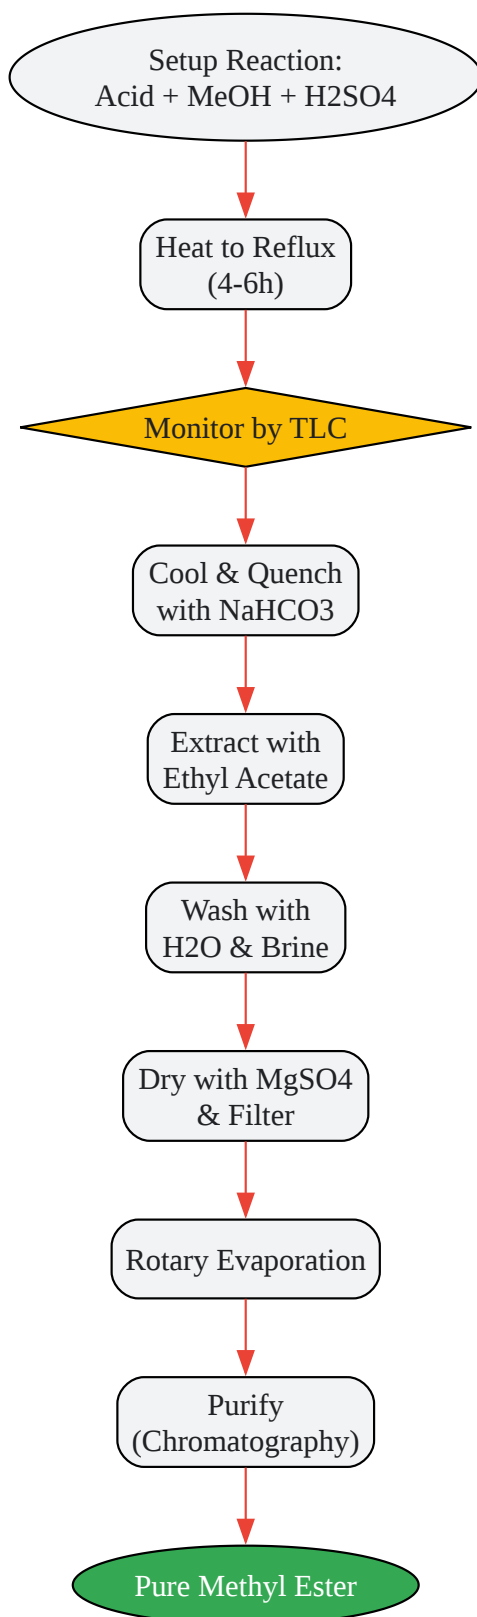 Setup Reaction:
Acid + MeOH + H2SO4
Heat to Reflux
(4-6h)
Monitor by TLC
Cool & Quench
with NaHCO3
Extract with
Ethyl Acetate
Wash with
H2O & Brine
Dry with MgSO4
& Filter
Rotary Evaporation
Purify
(Chromatography)
Pure Methyl Ester